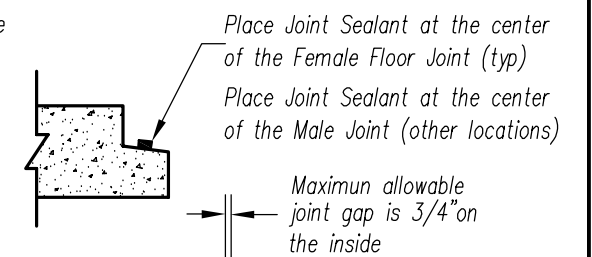 e
Place Joint Sealant at the center
of the Female Floor Joint (typ)
Place Joint Sealant at the center
of the Male Joint (other locations)
Maximun allowable
joint gap is 3/4"on
the inside